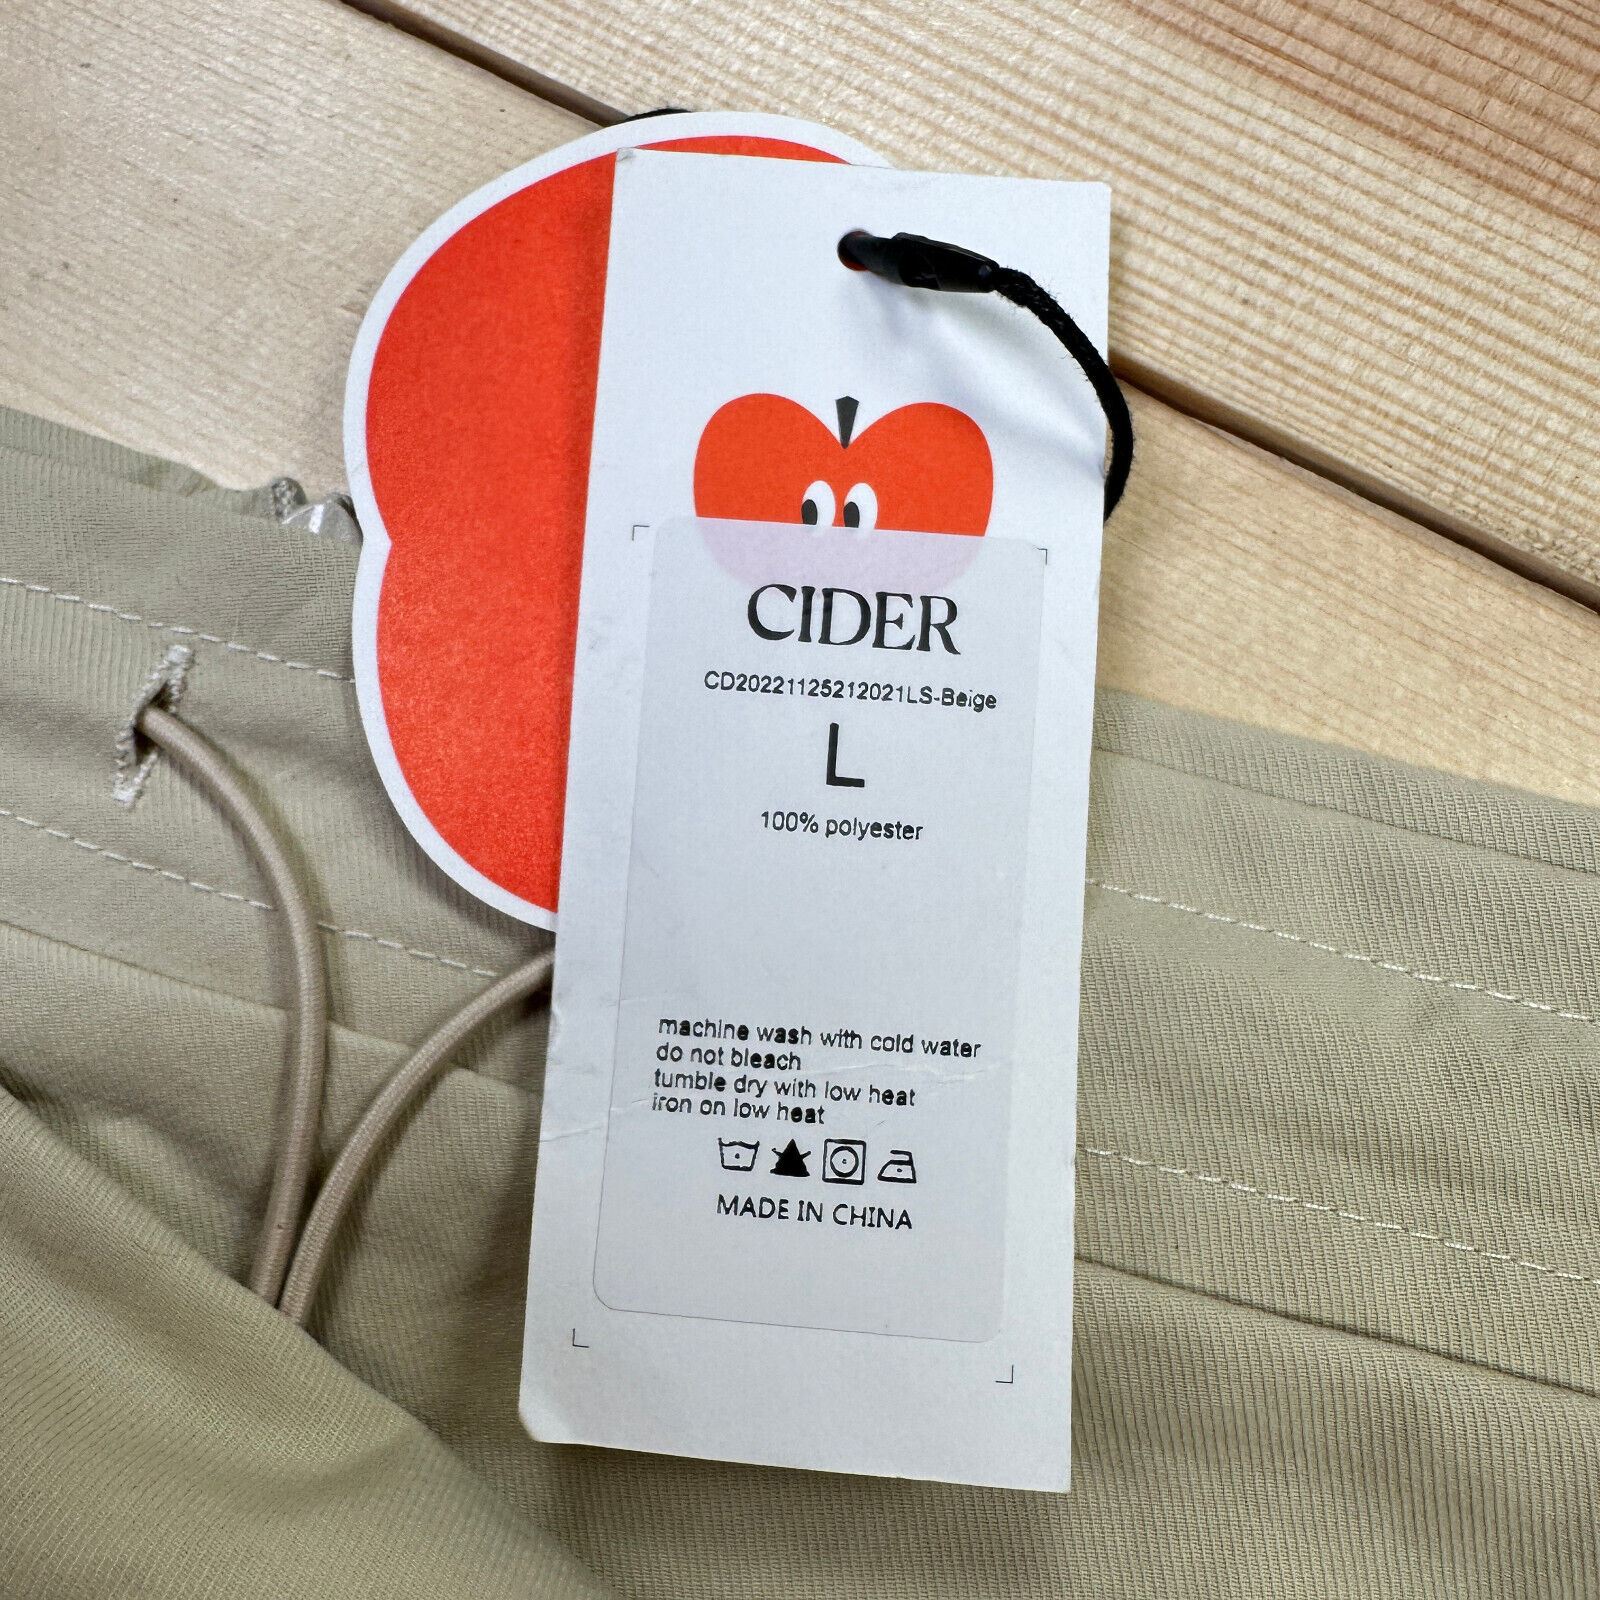 CIDER
CD20221125212021LS-Beige
L
100% polyester
machine wash with cold water
do not bleach
tumble dry with low heat
iron on low heat
MADE IN CHINA